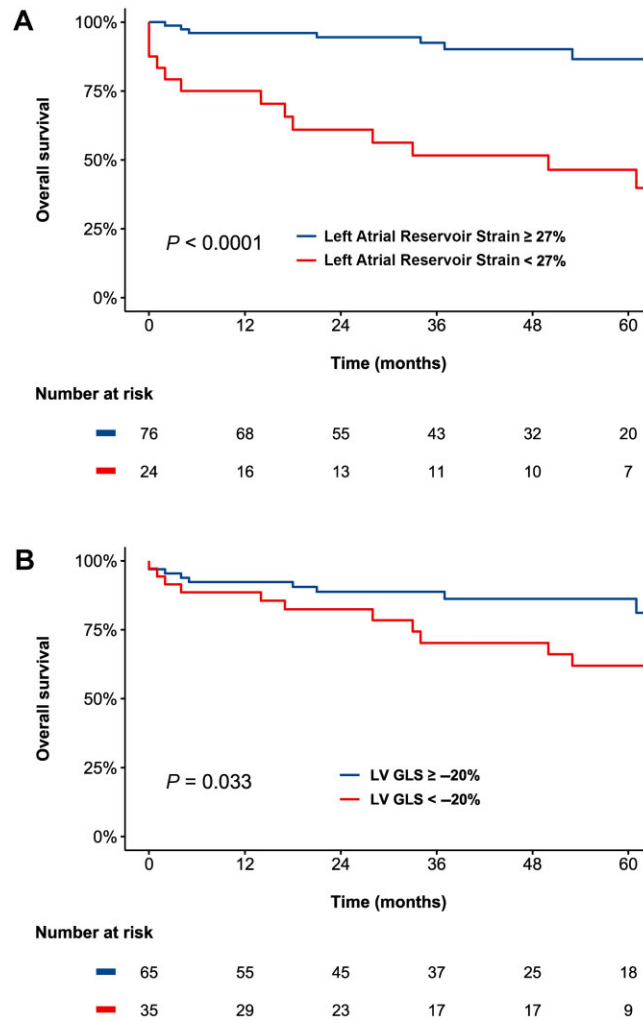 A
100%
75%
50%
25%
0%
Overall survival
P < 0.0001
Left Atrial Reservoir Strain ≥ 27%
Left Atrial Reservoir Strain < 27%
0 12 24 36 48 60
Time (months)
Number at risk
76 68 55 43 32 20
24 16 13 11 10 7
B
100%
75%
50%
25%
0%
Overall survival
P = 0.033
LV GLS ≥ –20%
LV GLS < –20%
0 12 24 36 48 60
Time (months)
Number at risk
65 55 45 37 25 18
35 29 23 17 17 9